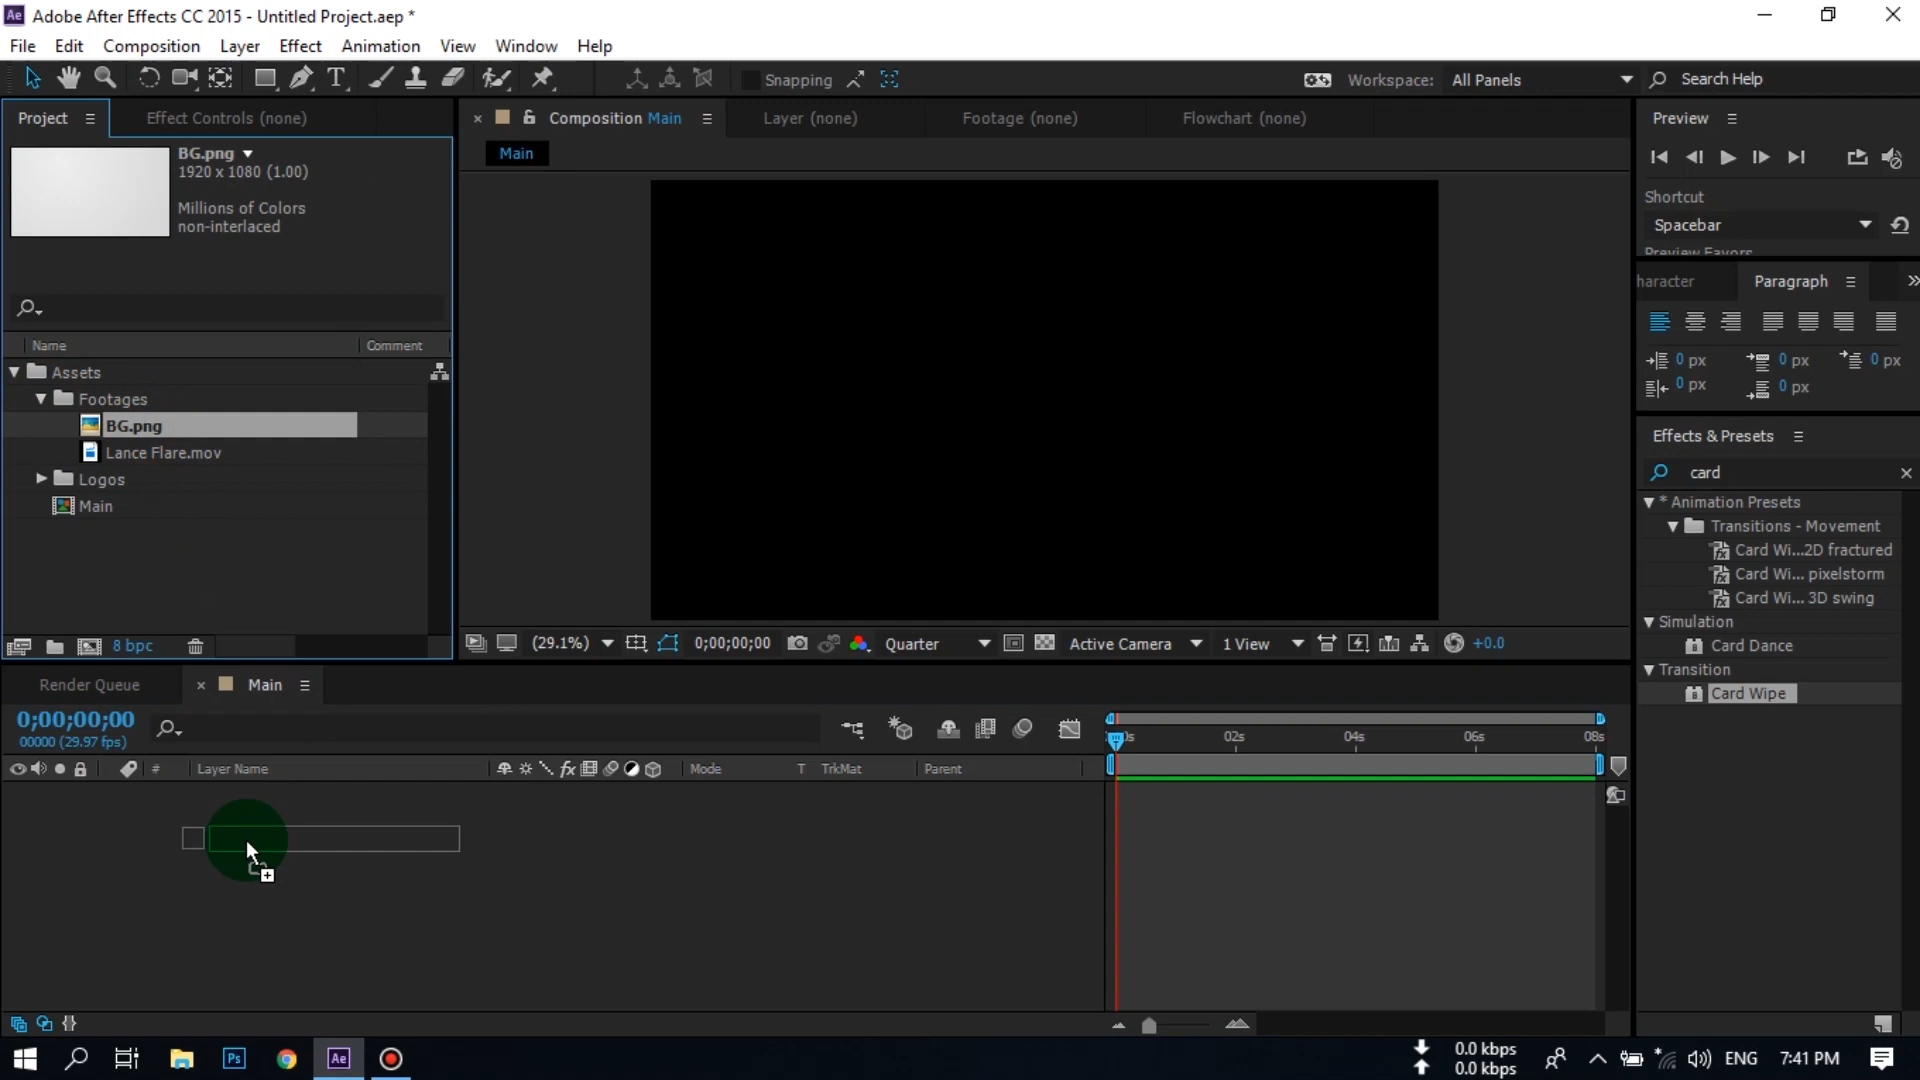 Ae Adobe After Effects CC 2015 - Untitled Project.aep *
File Edit Composition Layer Effect Animation View Window Help
T Snapping Workspace: All Panels Search Help
Project Effect Controls (none)
BG.png
1920 x 1080 (1.00)
Millions of Colors
non-interlaced
Name Comment
Assets
Footages
BG.png
Lance Flare.mov
Logos
Main
8 bpc
Composition Main Layer (none) Footage (none) Flowchart (none)
Main
(29.1%) 0;00;00;00 Quarter Active Camera 1 View +0.0
Preview
Shortcut
Spacebar
Preview Favors
haracter Paragraph
0 px 0 px 0 px
0 px 0 px
Effects & Presets
card
* Animation Presets
Transitions - Movement
Card Wi...2D fractured
Card Wi... pixelstorm
Card Wi... 3D swing
Simulation
Card Dance
Transition
Card Wipe
Render Queue Main
0;00;00;00
00000 (29.97 fps)
# Layer Name fx Mode T TrkMat Parent
0s 02s 04s 06s 08s
Ps Ae 0.0 kbps
0.0 kbps
ENG 7:41 PM